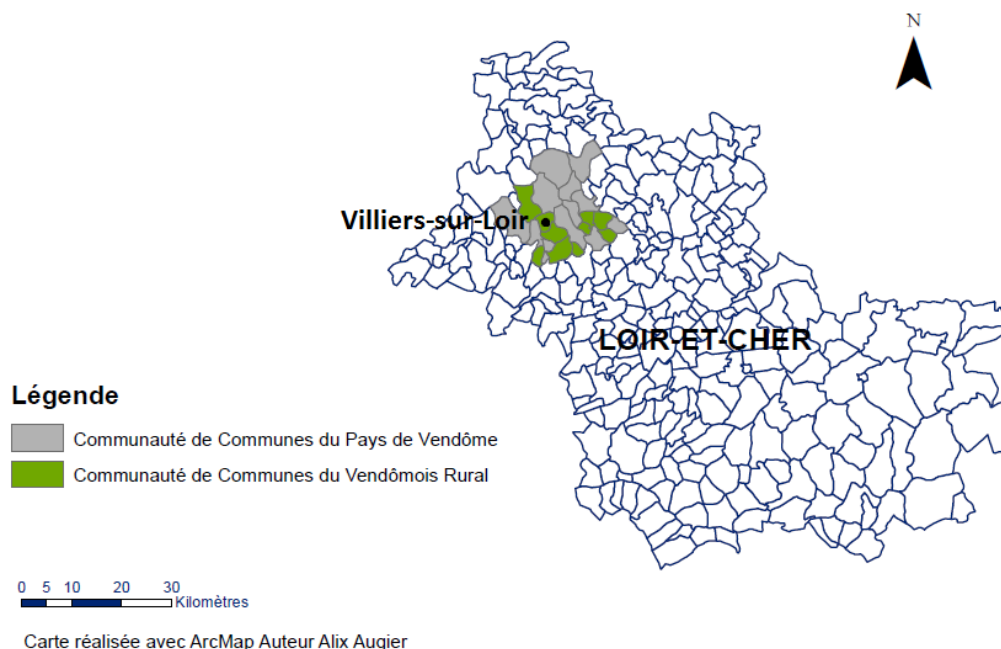 N
Villiers-sur-Loir
LOIR-ET-CHER
Légende
Communauté de Communes du Pays de Vendôme
Communauté de Communes du Vendômois Rural
0 5 10 20 30
Kilomètres
Carte réalisée avec ArcMap Auteur Alix Augier